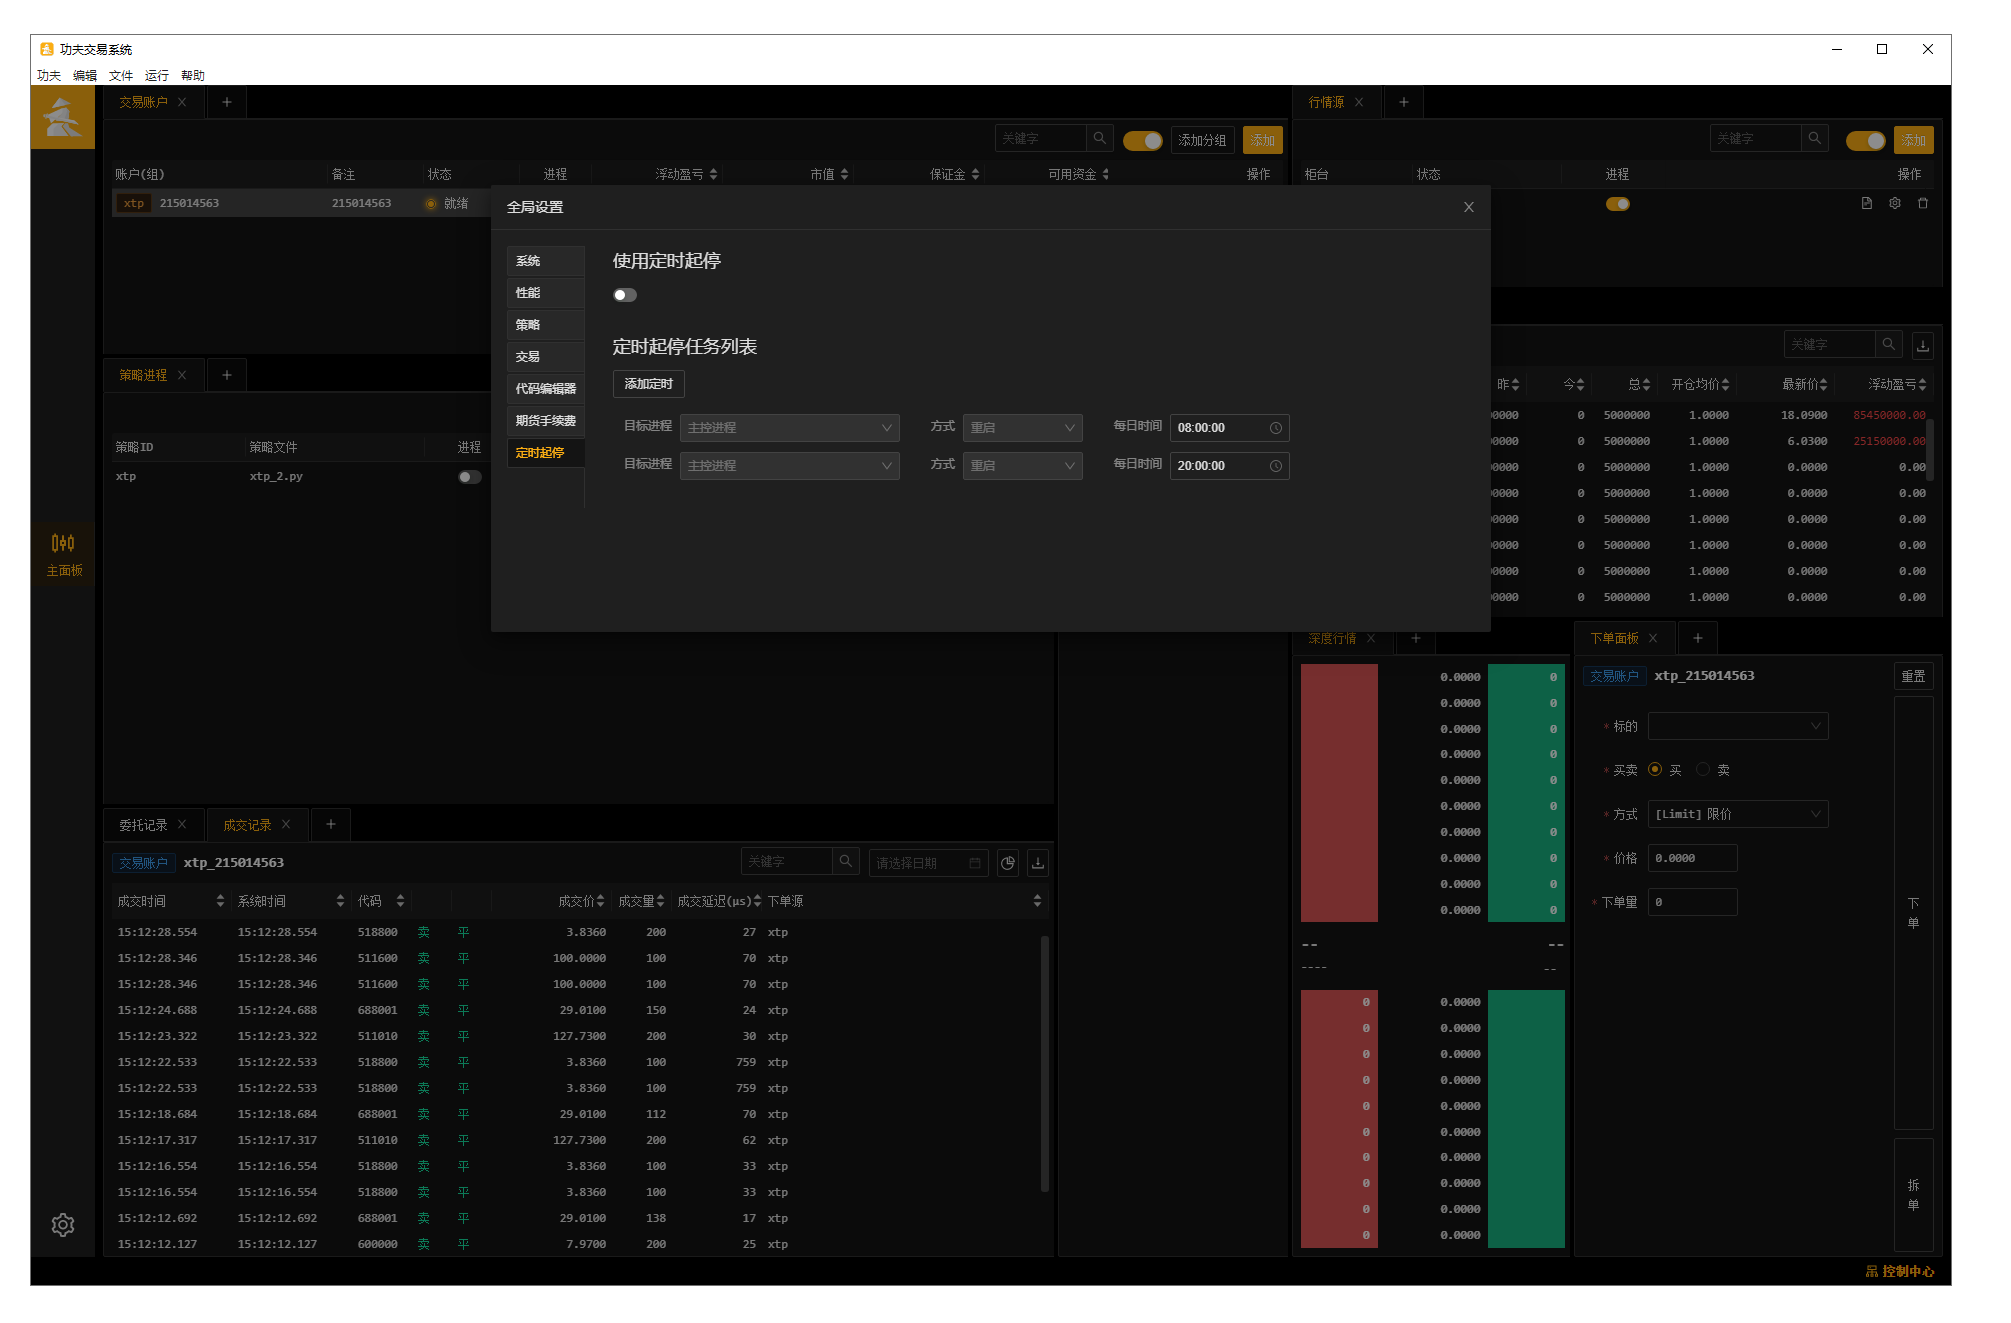 功夫交易系统
功夫 编辑 文件 运行 帮助
交易账户
行情源
关键字 添加分组 添加
关键字 添加
账户(组) 备注 状态 进程 浮动盈亏 市值 保证金 可用资金 操作
柜台 状态 进程 操作
xtp 215014563 215014563 就绪
全局设置
系统
性能
策略
交易
代码编辑器
期货手续费
定时起停
使用定时起停
定时起停任务列表
添加定时
目标进程 主控进程 方式 重启 每日时间 08:00:00
目标进程 主控进程 方式 重启 每日时间 20:00:00
策略进程
策略ID 策略文件 进程
xtp xtp_2.py
主面板
关键字
昨 今 总 开仓均价 最新价 浮动盈亏
0000 0 5000000 1.0000 18.0900 85450000.00
0000 0 5000000 1.0000 6.0300 25150000.00
0000 0 5000000 1.0000 0.0000 0.00
0000 0 5000000 1.0000 0.0000 0.00
0000 0 5000000 1.0000 0.0000 0.00
0000 0 5000000 1.0000 0.0000 0.00
0000 0 5000000 1.0000 0.0000 0.00
0000 0 5000000 1.0000 0.0000 0.00
委托记录 成交记录
交易账户 xtp_215014563 关键字 请选择日期
成交时间 系统时间 代码 成交价 成交量 成交延迟(μs) 下单源
15:12:28.554 15:12:28.554 518800 卖 平 3.8360 200 27 xtp
15:12:28.346 15:12:28.346 511600 卖 平 100.0000 100 70 xtp
15:12:28.346 15:12:28.346 511600 卖 平 100.0000 100 70 xtp
15:12:24.688 15:12:24.688 688001 卖 平 29.0100 150 24 xtp
15:12:23.322 15:12:23.322 511010 卖 平 127.7300 200 30 xtp
15:12:22.533 15:12:22.533 518800 卖 平 3.8360 100 759 xtp
15:12:22.533 15:12:22.533 518800 卖 平 3.8360 100 759 xtp
15:12:18.684 15:12:18.684 688001 卖 平 29.0100 112 70 xtp
15:12:17.317 15:12:17.317 511010 卖 平 127.7300 200 62 xtp
15:12:16.554 15:12:16.554 518800 卖 平 3.8360 100 33 xtp
15:12:16.554 15:12:16.554 518800 卖 平 3.8360 100 33 xtp
15:12:12.692 15:12:12.692 688001 卖 平 29.0100 138 17 xtp
15:12:12.127 15:12:12.127 600000 卖 平 7.9700 200 25 xtp
深度行情
0.0000 0
0.0000 0
0.0000 0
0.0000 0
0.0000 0
0.0000 0
0.0000 0
0.0000 0
0.0000 0
0.0000 0
-- --
---- --
0 0.0000
0 0.0000
0 0.0000
0 0.0000
0 0.0000
0 0.0000
0 0.0000
0 0.0000
0 0.0000
0 0.0000
下单面板
交易账户 xtp_215014563 重置
* 标的
* 买卖 买 卖
* 方式 [Limit] 限价
* 价格 0.0000
* 下单量 0
下单
拆单
控制中心